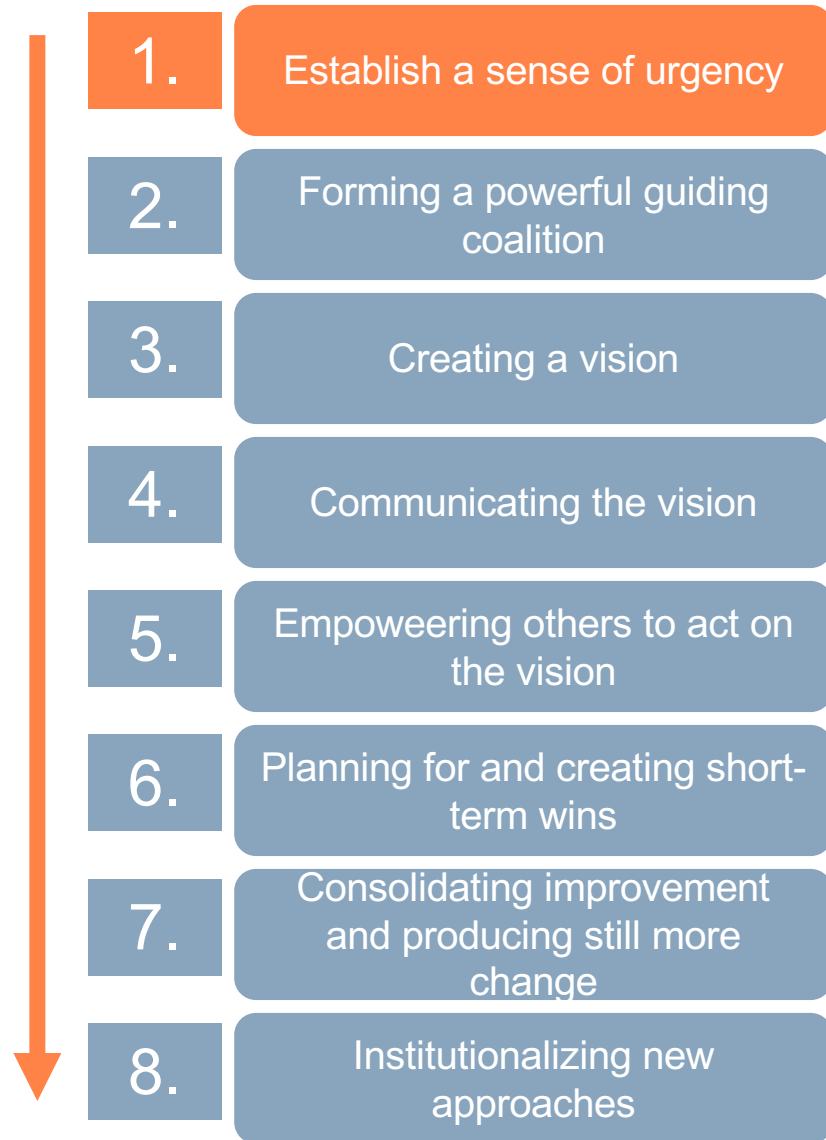 1.
Establish a sense of urgency
2.
Forming a powerful guiding
coalition
3.
Creating a vision
4.
Communicating the vision
5.
Empoweering others to act on
the vision
6.
Planning for and creating short-
term wins
7.
Consolidating improvement
and producing still more
change
8.
Institutionalizing new
approaches